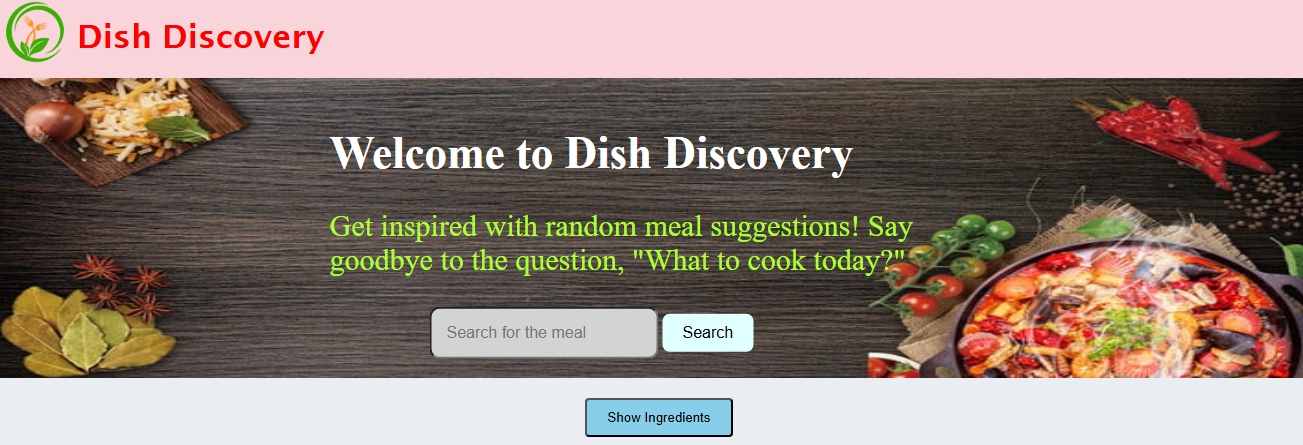 Dish Discovery
Welcome to Dish Discovery
Get inspired with random meal suggestions! Say
goodbye to the question, "What to cook today?"
Search for the meal
Search
Show Ingredients